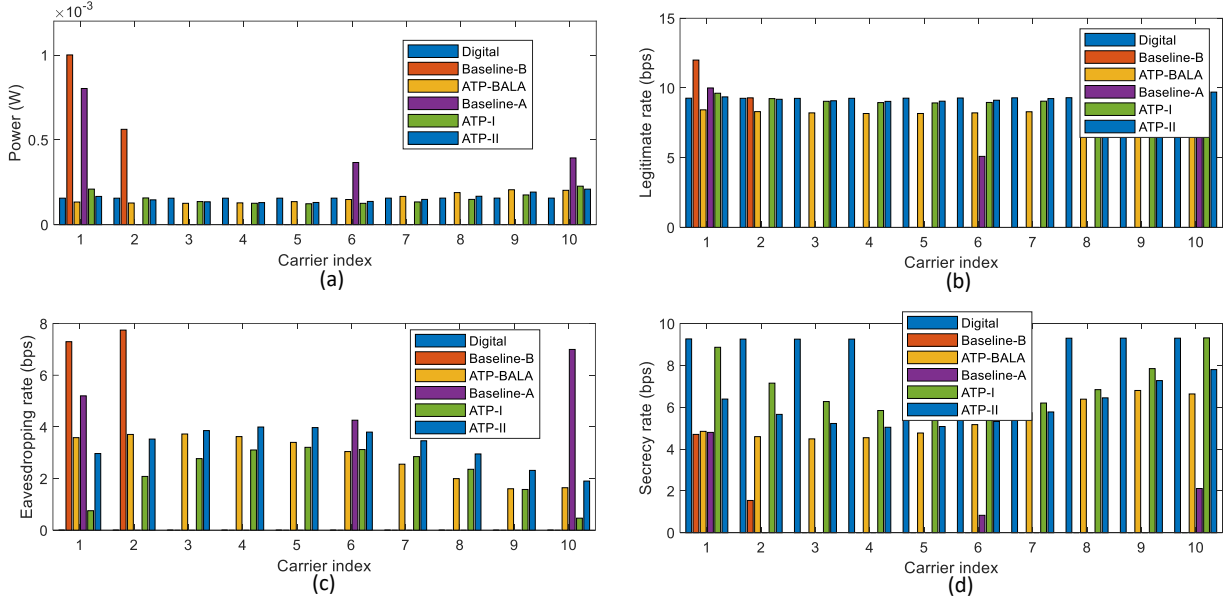 (a)
× 10⁻³
1
0.5
0
Power (W)
Digital
Baseline-B
ATP-BALA
Baseline-A
ATP-I
ATP-II
1 2 3 4 5 6 7 8 9 10
Carrier index
(a)
(b)
15
10
5
0
Legitimate rate (bps)
Digital
Baseline-B
ATP-BALA
Baseline-A
ATP-I
ATP-II
1 2 3 4 5 6 7 8 9 10
Carrier index
(b)
8
6
4
2
0
Eavesdropping rate (bps)
Digital
Baseline-B
ATP-BALA
Baseline-A
ATP-I
ATP-II
1 2 3 4 5 6 7 8 9 10
Carrier index
(c)
10
8
6
4
2
0
Secrecy rate (bps)
Digital
Baseline-B
ATP-BALA
Baseline-A
ATP-I
ATP-II
1 2 3 4 5 6 7 8 9 10
Carrier index
(d)